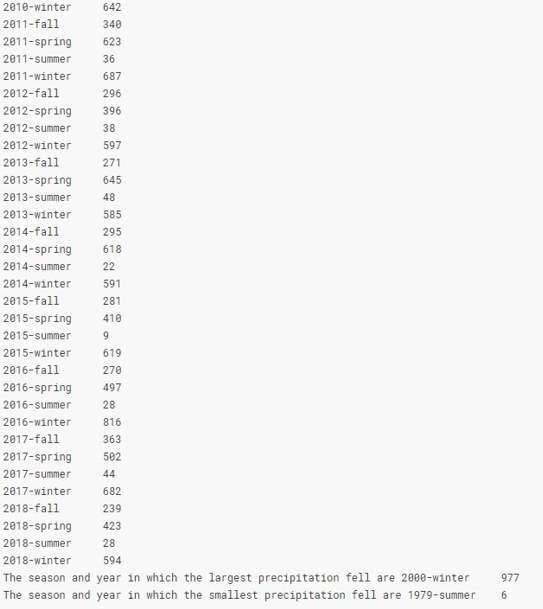 2010-winter 642
2011-fall 340
2011-spring 623
2011-summer 36
2011-winter 687
2012-fall 296
2012-spring 396
2012-summer 38
2012-winter 597
2013-fall 271
2013-spring 645
2013-summer 48
2013-winter 585
2014-fall 295
2014-spring 618
2014-summer 22
2014-winter 591
2015-fall 281
2015-spring 410
2015-summer 9
2015-winter 619
2016-fall 270
2016-spring 497
2016-summer 28
2016-winter 816
2017-fall 363
2017-spring 502
2017-summer 44
2017-winter 682
2018-fall 239
2018-spring 423
2018-summer 28
2018-winter 594
The season and year in which the largest precipitation fell are 2000-winter 977
The season and year in which the smallest precipitation fell are 1979-summer 6